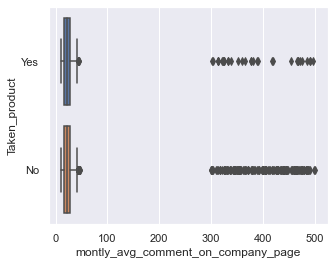 Yes
No
Taken_product
0 100 200 300 400 500
montly_avg_comment_on_company_page